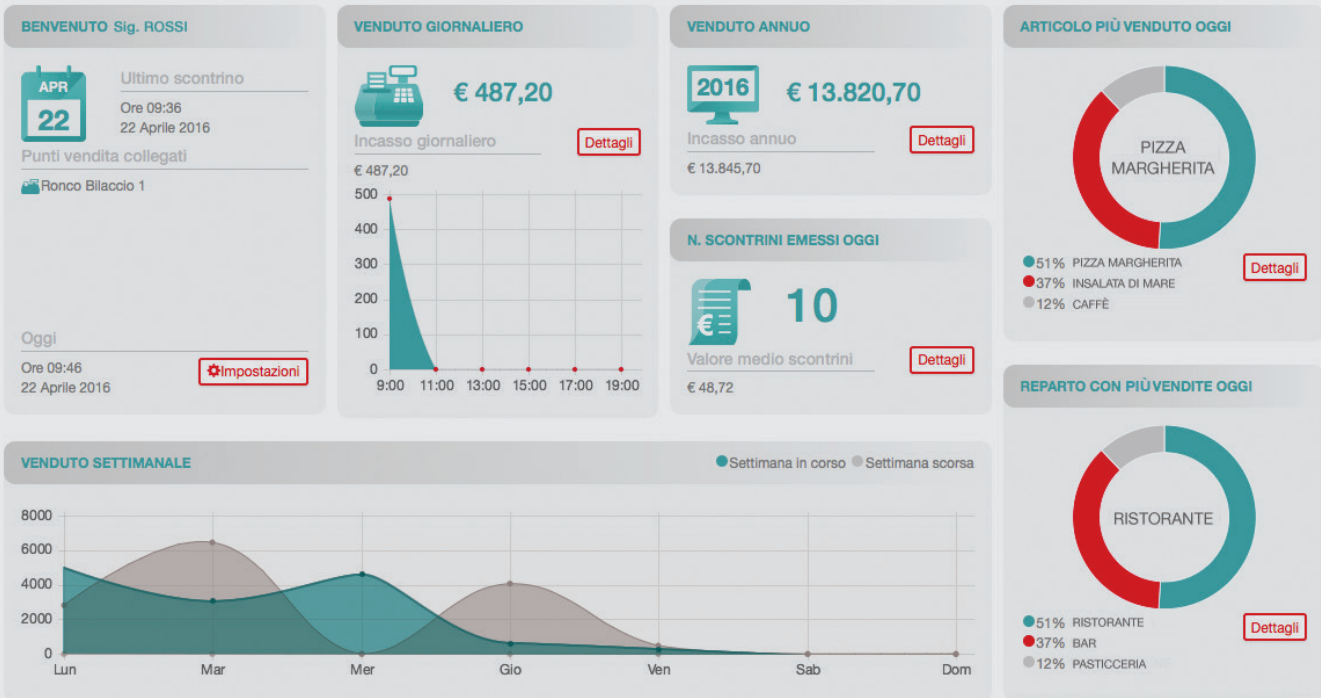 BENVENUTO Sig. ROSSI
APR
22
Ultimo scontrino
Ore 09:36
22 Aprile 2016
Punti vendita collegati
Ronco Bilaccio 1
Oggi
Ore 09:46
22 Aprile 2016
Impostazioni
VENDUTO GIORNALIERO
€ 487,20
Incasso giornaliero
Dettagli
€ 487,20
500
400
300
200
100
0
9:00 11:00 13:00 15:00 17:00 19:00
VENDUTO ANNUO
2016
€ 13.820,70
Incasso annuo
Dettagli
€ 13.845,70
N. SCONTRINI EMESSI OGGI
€
10
Valore medio scontrini
Dettagli
€ 48,72
ARTICOLO PIÙ VENDUTO OGGI
PIZZA
MARGHERITA
51% PIZZA MARGHERITA
37% INSALATA DI MARE
12% CAFFÈ
Dettagli
REPARTO CON PIÙ VENDITE OGGI
RISTORANTE
51% RISTORANTE
37% BAR
12% PASTICCERIA
Dettagli
VENDUTO SETTIMANALE
Settimana in corso Settimana scorsa
8000
6000
4000
2000
0
Lun Mar Mer Gio Ven Sab Dom